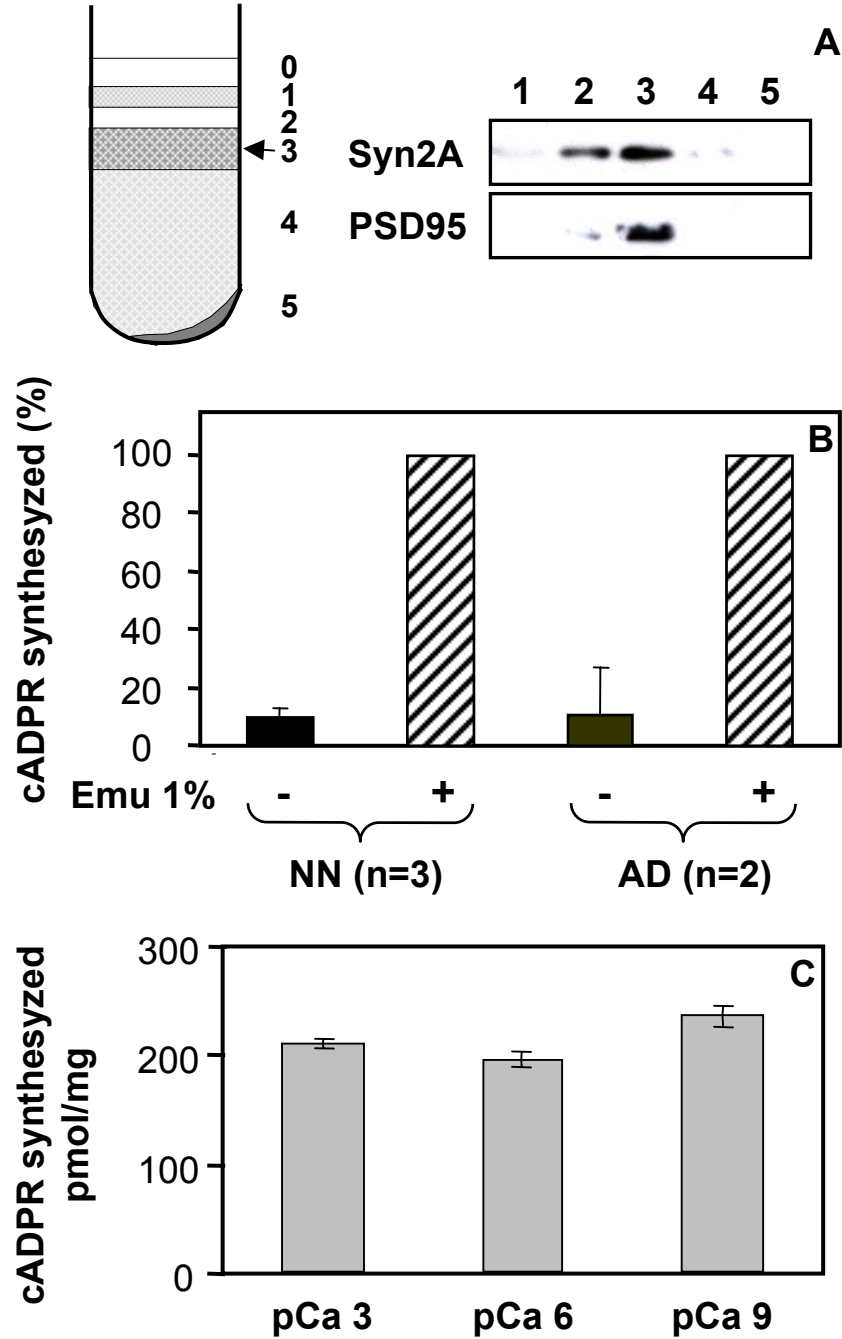 A
0
1
2
3
4
5
1 2 3 4 5
Syn2A
PSD95
B
cADPR synthesyzed (%)
100
80
60
40
20
0
Emu 1% - + - +
NN (n=3) AD (n=2)
C
cADPR synthesyzed
pmol/mg
300
200
100
0
pCa 3 pCa 6 pCa 9